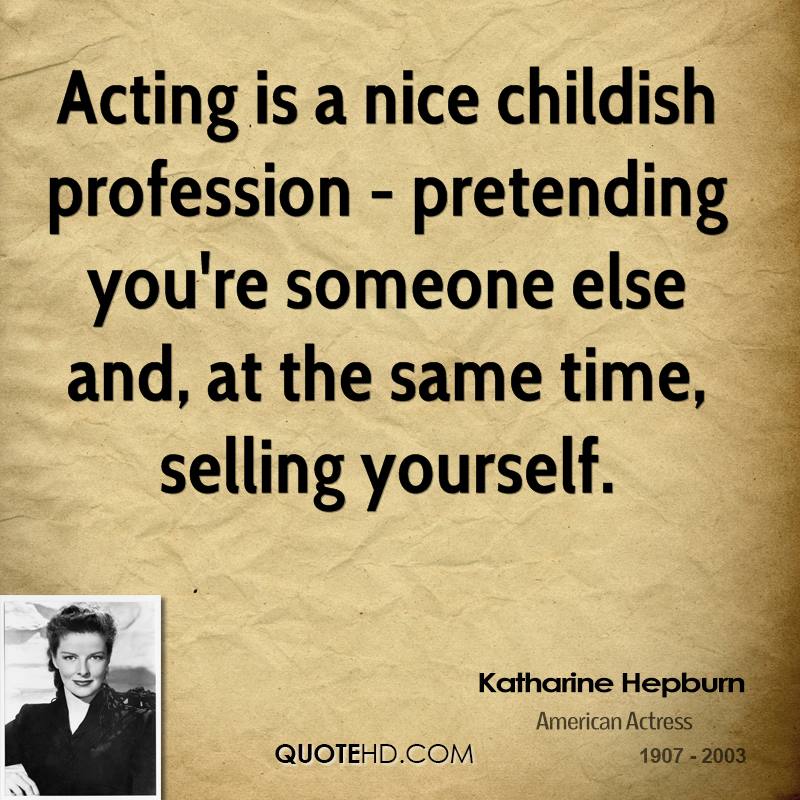 Acting is a nice childish
profession - pretending
you're someone else
and, at the same time,
selling yourself.
Katharine Hepburn
American Actress
1907 - 2003
QUOTEHD.COM